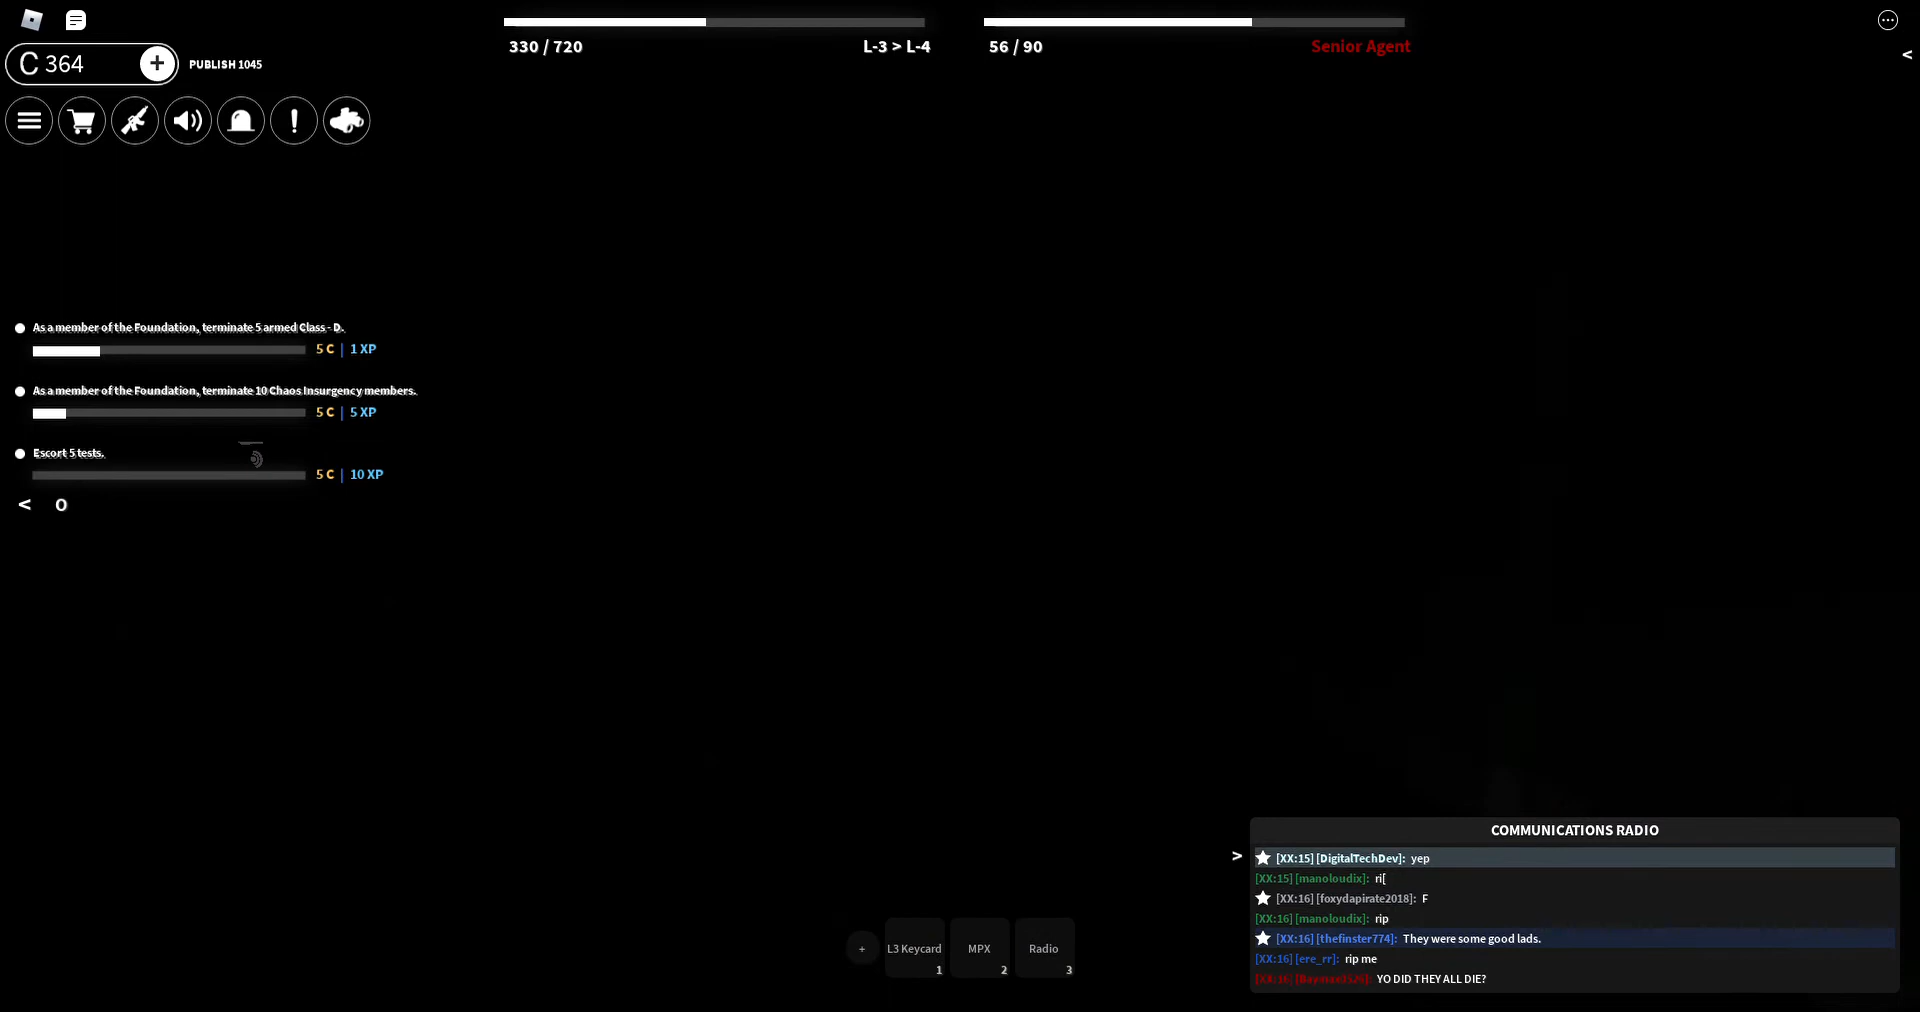 C 364
+
PUBLISH 1045
330 / 720
L-3 > L-4
56 / 90
Senior Agent
<
As a member of the Foundation, terminate 5 armed Class - D.
5 C | 1 XP
As a member of the Foundation, terminate 10 Chaos Insurgency members.
5 C | 5 XP
Escort 5 tests.
5 C | 10 XP
< O
COMMUNICATIONS RADIO
>
[XX:15] [DigitalTechDev]: yep
[XX:15] [manoloudix]: ri[
[XX:16] [foxydapirate2018]: F
[XX:16] [manoloudix]: rip
[XX:16] [thefinster774]: They were some good lads.
[XX:16] [ere_rr]: rip me
[XX:16] YO DID THEY ALL DIE?
+
L3 Keycard 1
MPX 2
Radio 3